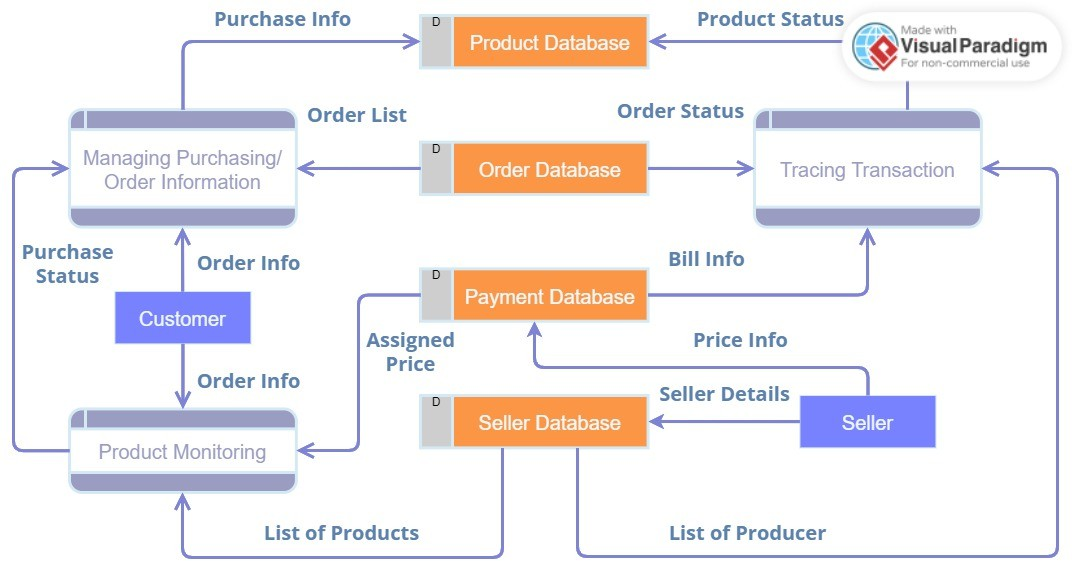 Purchase Info
D
Product Database
Product Status
Made with
Visual Paradigm
For non-commercial use
Order List
Order Status
Managing Purchasing/
Order Information
D
Order Database
Tracing Transaction
Purchase
Status
Order Info
Bill Info
D
Payment Database
Customer
Assigned
Price
Price Info
Order Info
Seller Details
D
Seller Database
Seller
Product Monitoring
List of Products
List of Producer